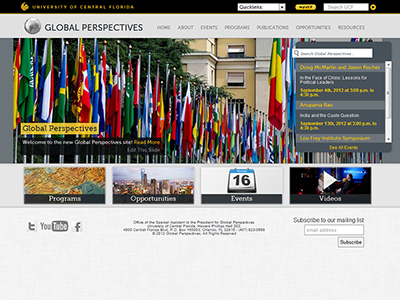 UNIVERSITY OF CENTRAL FLORIDA
Quicklinks:
Search UCF
GLOBAL PERSPECTIVES
HOME ABOUT EVENTS PROGRAMS PUBLICATIONS OPPORTUNITIES RESOURCES
Search Global Perspectives...
Doug McMartin and Jason Reicher
In the Face of Crisis: Lessons for
Political Leaders
September 4th, 2012 at 3:00 p.m. to
4:30 p.m.
Anupama Rao
India and the Caste Question
September 13th, 2012 at 3:00 p.m. to
4:30 p.m.
Lou Frey Institute Symposium
See All Events
Global Perspectives
Welcome to the new Global Perspectives site! Read More
Edit This Slide
16
Programs
Opportunities
Events
Videos
You Tube
f
Office of the Special Assistant to the President for Global Perspectives
University of Central Florida, Howard Phillips Hall 202,
4000 Central Florida Blvd, P.O. Box 160003, Orlando, FL 32816 - (407) 823-0688
© 2012 Global Perspectives, All Rights Reserved
Subscribe to our mailing list
email address
Subscribe